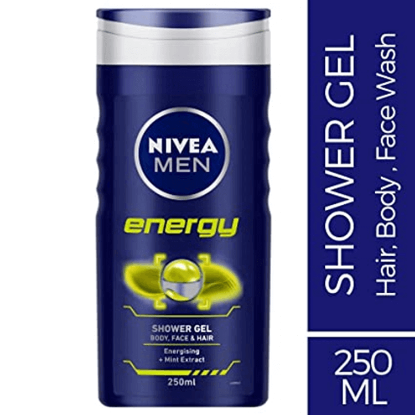 NIVEA
MEN
energy
SHOWER GEL
BODY, FACE & HAIR
Energising
+ Mint Extract
250ml
SHOWER GEL
Hair, Body , Face Wash
250
ML